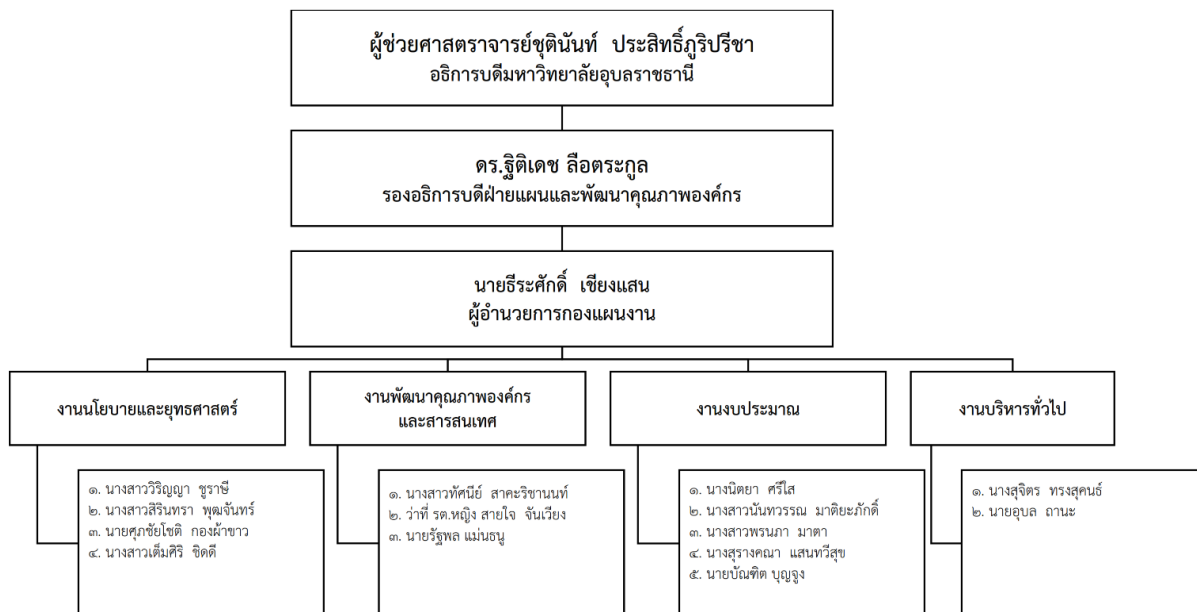 ผู้ช่วยศาสตราจารย์ชุตินันท์ ประสิทธิ์ภูริปรีชา
อธิการบดีมหาวิทยาลัยอุบลราชธานี
ดร.ฐิติเดช ลือตระกูล
รองอธิการบดีฝ่ายแผนและพัฒนาคุณภาพองค์กร
นายธีระศักดิ์ เชียงแสน
ผู้อำนวยการกองแผนงาน
งานนโยบายและยุทธศาสตร์
๑. นางสาววิริญญา ชูราษี
๒. นางสาวสิรินทรา พุฒจันทร์
๓. นายศุภชัยโชติ กองผ้าขาว
๔. นางสาวเต็มศิริ ชิดดี
งานพัฒนาคุณภาพองค์กร
และสารสนเทศ
๑. นางสาวทัศนีย์ สาคะริชานนท์
๒. ว่าที่ รต.หญิง สายใจ จันเวียง
๓. นายรัฐพล แม่นธนู
งานงบประมาณ
๑. นางนิตยา ศรีใส
๒. นางสาวนันทวรรณ มาติยะภักดิ์
๓. นางสาวพรนภา มาตา
๔. นางสุรางคณา แสนทวีสุข
๕. นายบัณฑิต บุญจูง
งานบริหารทั่วไป
๑. นางสุจิตร ทรงสุคนธ์
๒. นายอุบล ถานะ